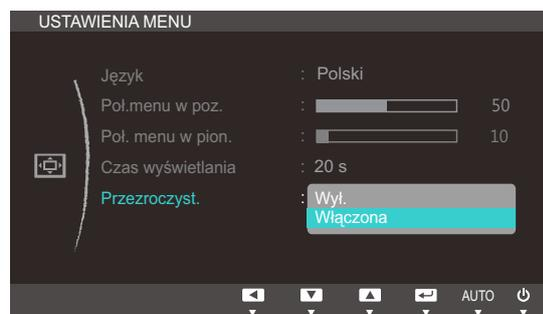 USTAWIENIA MENU
Język : Polski
Poł.menu w poz. : 50
Poł. menu w pion. : 10
Czas wyświetlania : 20 s
Przezroczyst. : Wył.
Włączona
AUTO